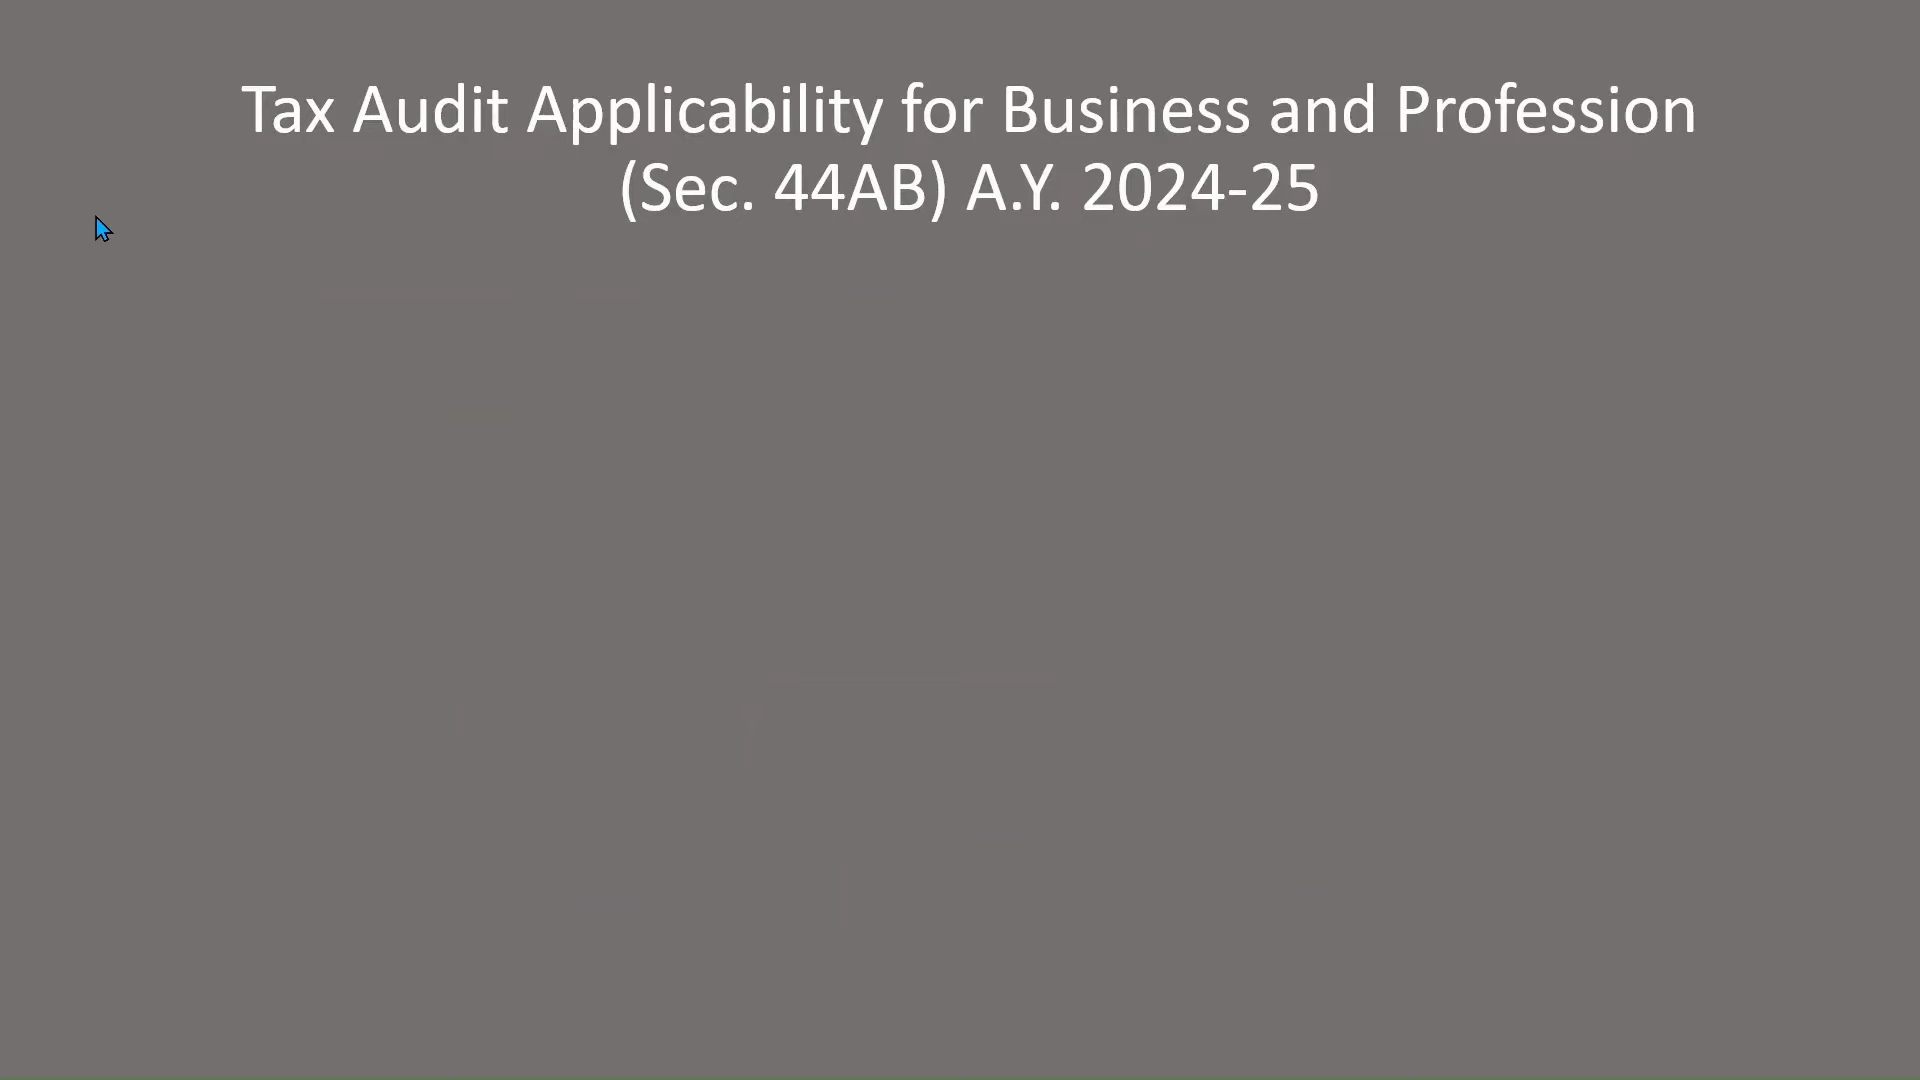 Tax Audit Applicability for Business and Profession
(Sec. 44AB) A.Y. 2024-25